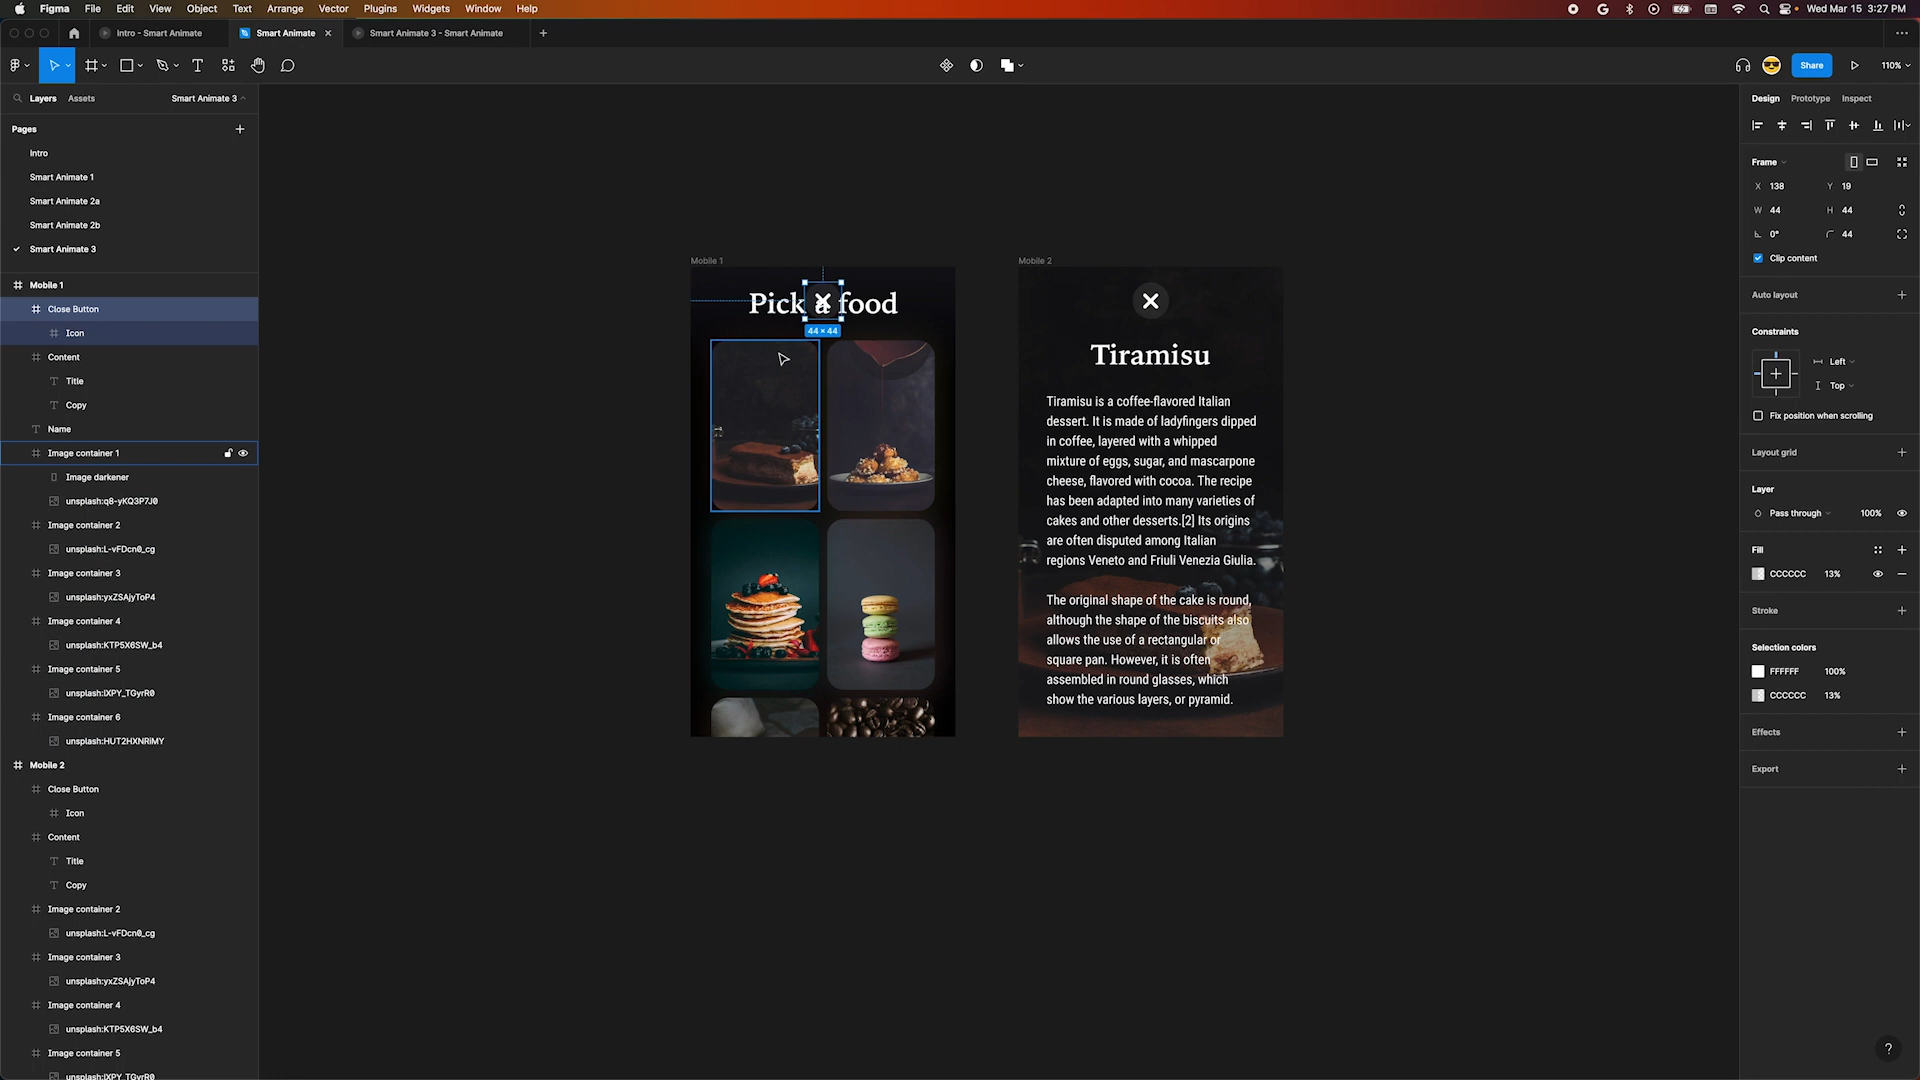 Figma File Edit View Object Text Arrange Vector Plugins Widgets Window Help
Wed Mar 15 3:27 PM
Intro - Smart Animate
Smart Animate
Smart Animate 3 - Smart Animate
Share
110%
Layers
Assets
Smart Animate 3
Pages
Intro
Smart Animate 1
Smart Animate 2a
Smart Animate 2b
Smart Animate 3
Mobile 1
Close Button
Icon
Content
Title
Copy
Name
Image container 1
Image darkener
unsplash:q8-yKQ3P7J0
Image container 2
unsplash:L-vFDcn0_cg
Image container 3
unsplash:yxZSAjyToP4
Image container 4
unsplash:KTP5X6SW_b4
Image container 5
unsplash:lXPY_TGyrR0
Image container 6
unsplash:HUT2HXNRiMY
Mobile 2
Close Button
Icon
Content
Title
Copy
Image container 2
unsplash:L-vFDcn0_cg
Image container 3
unsplash:yxZSAjyToP4
Image container 4
unsplash:KTP5X6SW_b4
Image container 5
unsplash:lXPY_TGyrR0
Mobile 1
Pick a food
44 × 44
Mobile 2
Tiramisu
Tiramisu is a coffee-flavored Italian
dessert. It is made of ladyfingers dipped
in coffee, layered with a whipped
mixture of eggs, sugar, and mascarpone
cheese, flavored with cocoa. The recipe
has been adapted into many varieties of
cakes and other desserts.[2] Its origins
are often disputed among Italian
regions Veneto and Friuli Venezia Giulia.
The original shape of the cake is round,
although the shape of the biscuits also
allows the use of a rectangular or
square pan. However, it is often
assembled in round glasses, which
show the various layers, or pyramid.
Design
Prototype
Inspect
Frame
X 138
Y 19
W 44
H 44
0°
44
Clip content
Auto layout
Constraints
Left
Top
Fix position when scrolling
Layout grid
Layer
Pass through
100%
Fill
CCCCCC 13%
Stroke
Selection colors
FFFFFF 100%
CCCCCC 13%
Effects
Export
?